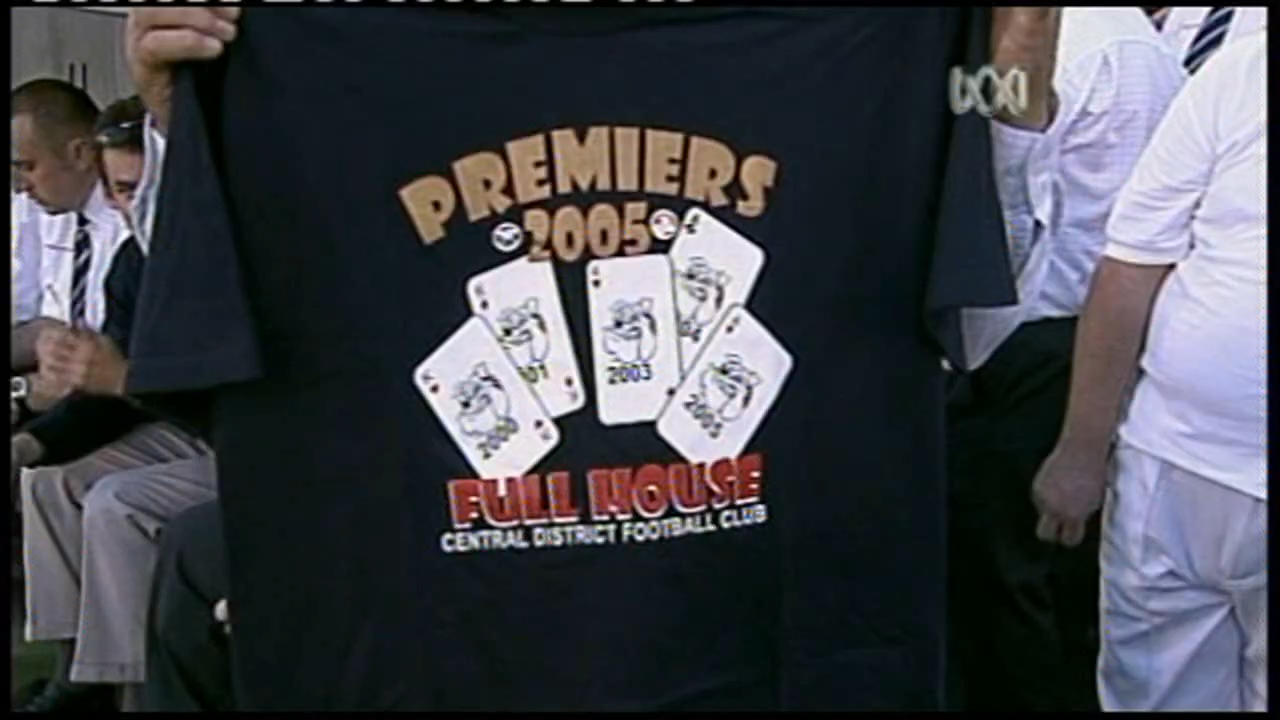 PREMIERS
2005
2003
FULL HOUSE
CENTRAL DISTRICT FOOTBALL CLUB